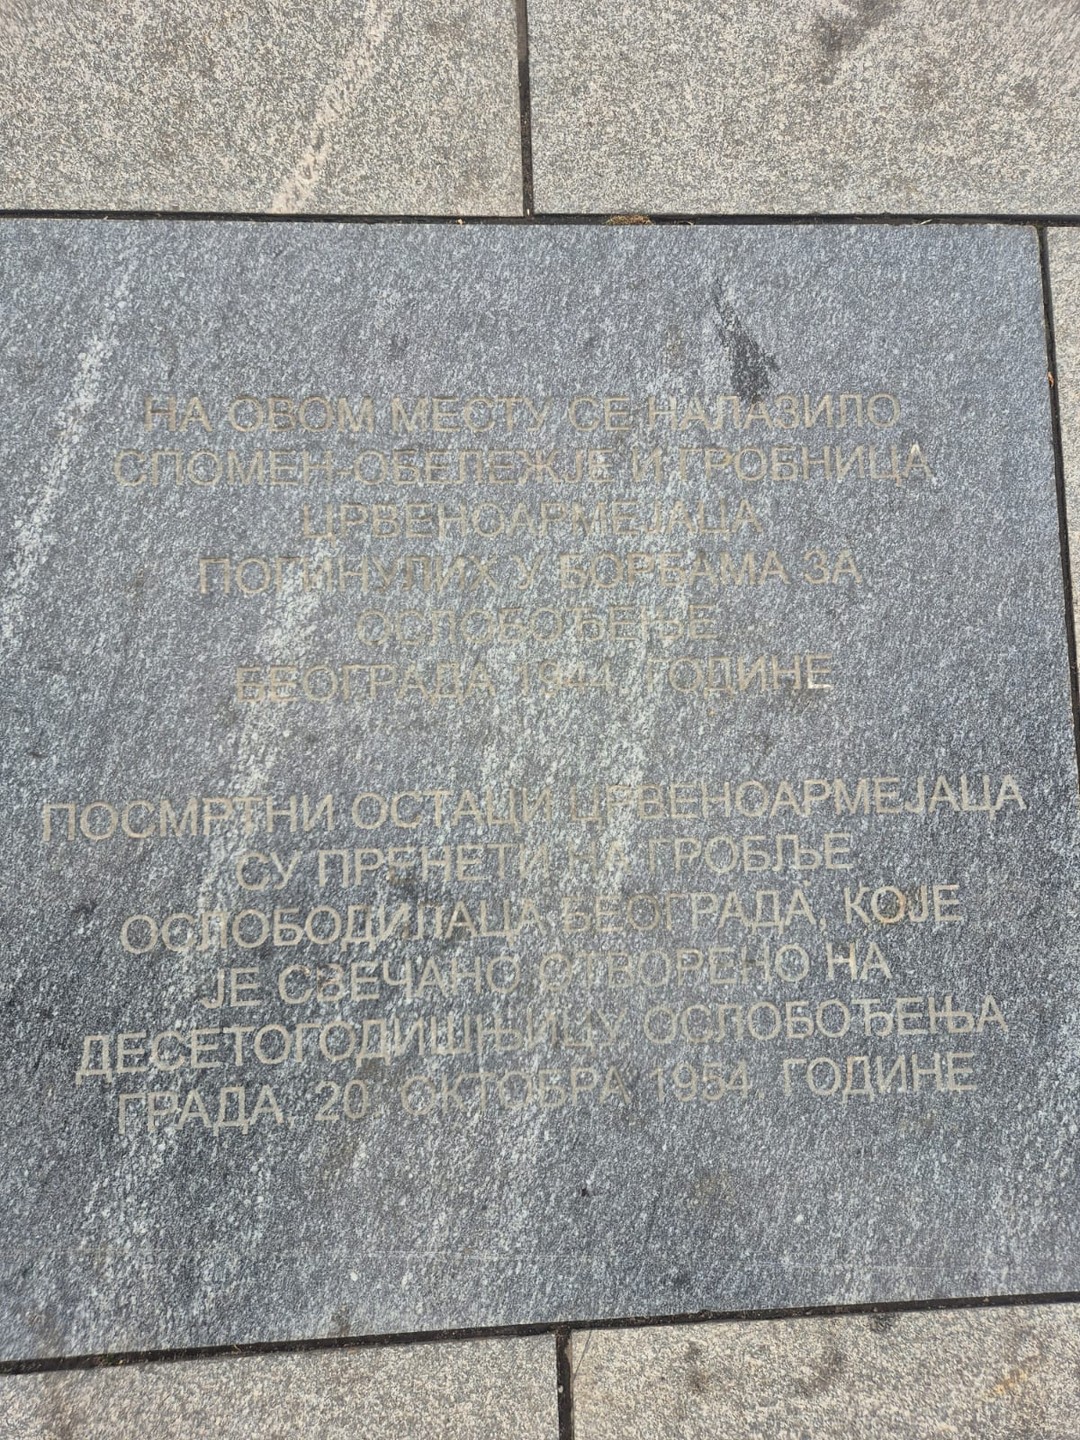 НА ОВОМ МЕСТУ СЕ НАЛАЗИЛО
СПОМЕН-ОБЕЛЕЖЈЕ И ГРОБНИЦА
ЦРВЕНОАРМЕЈАЦА
ПОГИНУЛИХ У БОРБАМА ЗА
ОСЛОБОЂЕЊЕ
БЕОГРАДА 1944. ГОДИНЕ
ПОСМРТНИ ОСТАЦИ ЦРВЕНОАРМЕЈАЦА
СУ ПРЕНЕТИ НА ГРОБЉЕ
ОСЛОБОДИЛАЦА БЕОГРАДА, КОЈЕ
ЈЕ СВЕЧАНО ОТВОРЕНО НА
ДЕСЕТОГОДИШЊИЦУ ОСЛОБОЂЕЊА
ГРАДА, 20. ОКТОБРА 1954. ГОДИНЕ